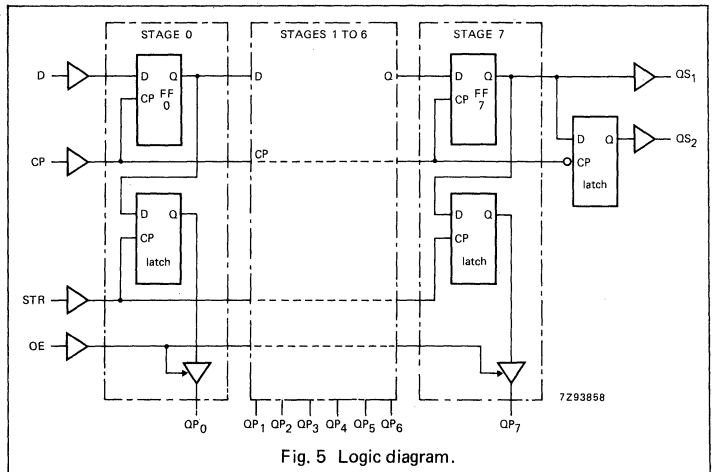 STAGE 0
STAGES 1 TO 6
STAGE 7
D
D Q
FF
0
CP
D
Q
D Q
FF
7
CP
QS1
QS2
D Q
CP
latch
CP
CP
D Q
CP
latch
D Q
CP
latch
STR
OE
7Z93858
QP0
QP1 QP2 QP3 QP4 QP5 QP6
QP7
Fig. 5 Logic diagram.